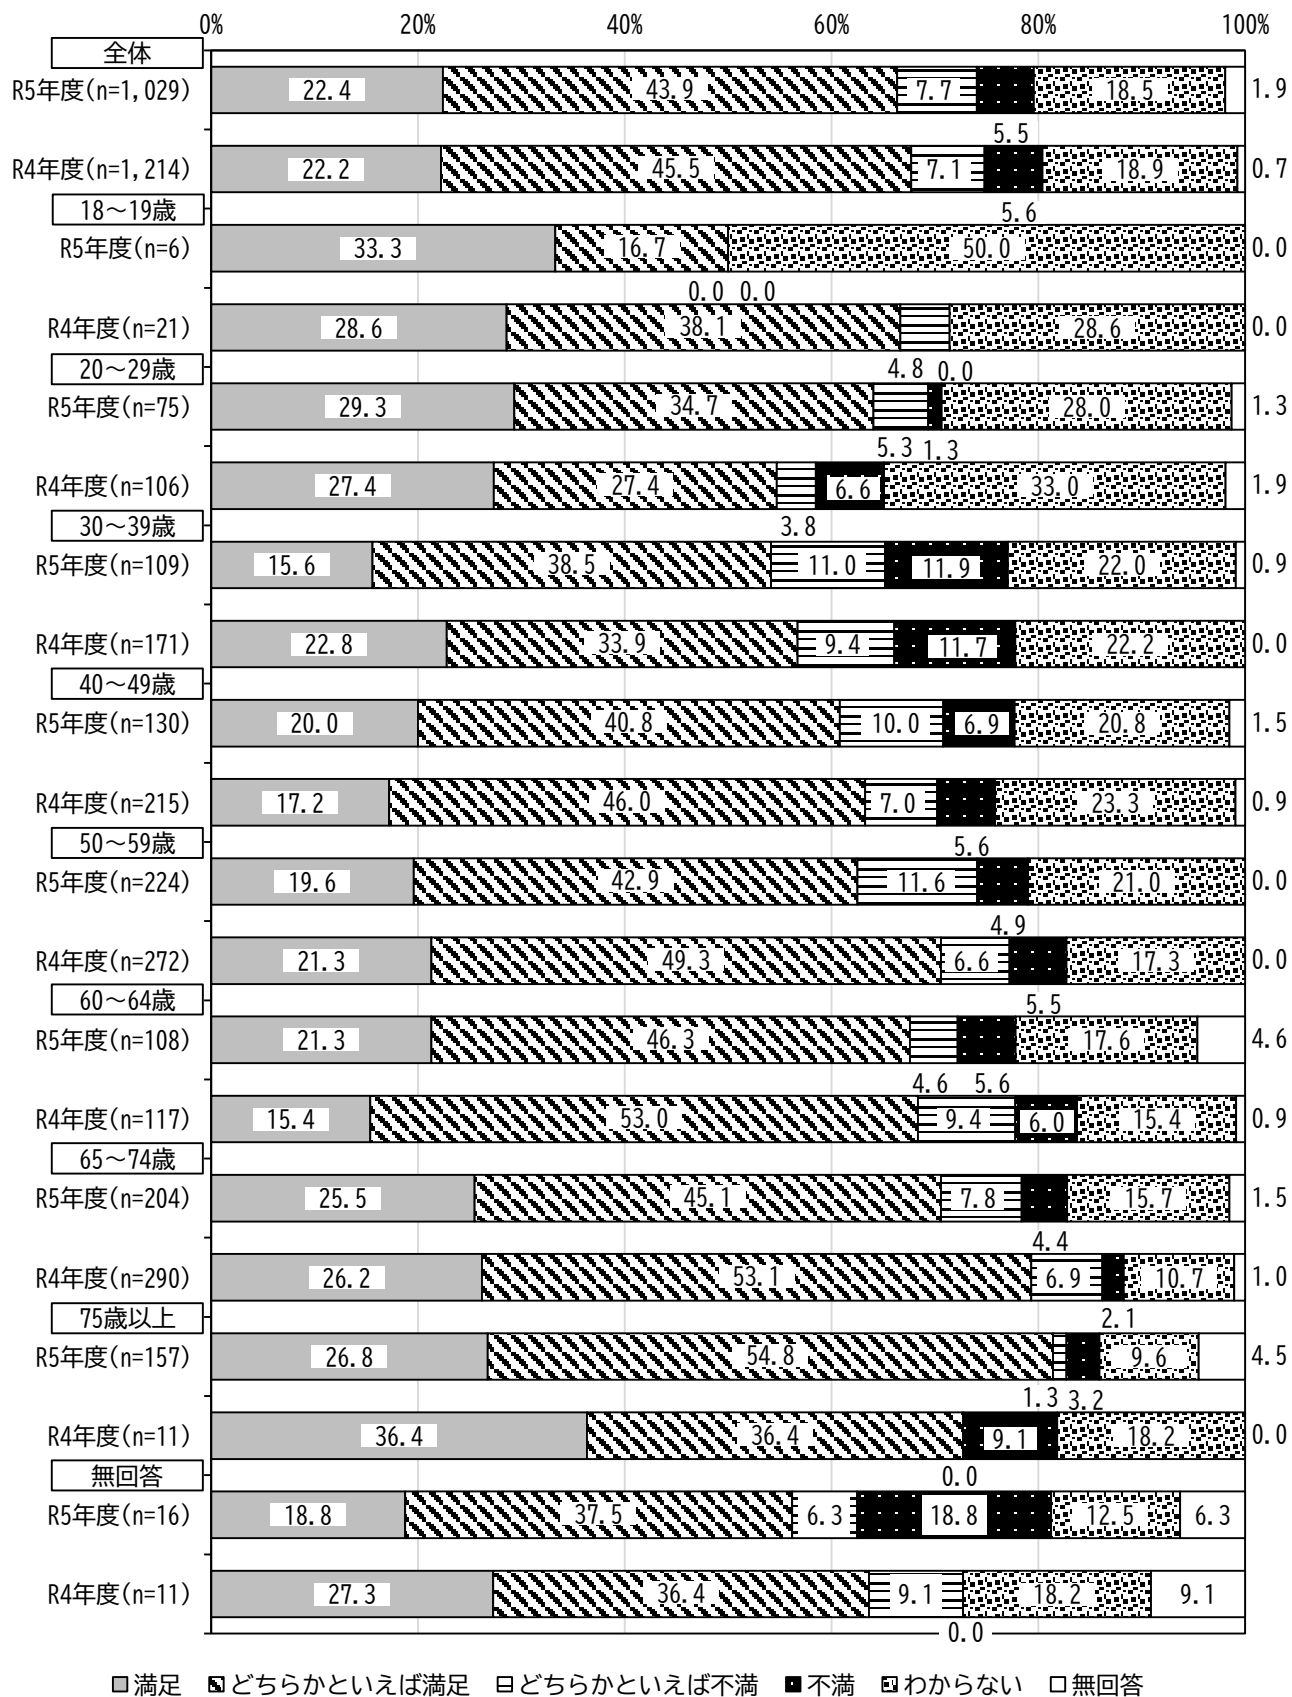 0% 20% 40% 60% 80% 100%
全体
R5年度(n=1,029) 22.4 43.9 7.7 18.5 1.9
5.5
R4年度(n=1,214) 22.2 45.5 7.1 18.9 0.7
18～19歳 5.6
R5年度(n=6) 33.3 16.7 50.0 0.0
0.0 0.0
R4年度(n=21) 28.6 38.1 28.6 0.0
20～29歳 4.8 0.0
R5年度(n=75) 29.3 34.7 28.0 1.3
5.3 1.3
R4年度(n=106) 27.4 27.4 6.6 33.0 1.9
30～39歳 3.8
R5年度(n=109) 15.6 38.5 11.0 11.9 22.0 0.9
R4年度(n=171) 22.8 33.9 9.4 11.7 22.2 0.0
40～49歳
R5年度(n=130) 20.0 40.8 10.0 6.9 20.8 1.5
R4年度(n=215) 17.2 46.0 7.0 23.3 0.9
50～59歳 5.6
R5年度(n=224) 19.6 42.9 11.6 21.0 0.0
4.9
R4年度(n=272) 21.3 49.3 6.6 17.3 0.0
60～64歳 5.5
R5年度(n=108) 21.3 46.3 17.6 4.6
4.6 5.6
R4年度(n=117) 15.4 53.0 9.4 6.0 15.4 0.9
65～74歳
R5年度(n=204) 25.5 45.1 7.8 15.7 1.5
4.4
R4年度(n=290) 26.2 53.1 6.9 10.7 1.0
75歳以上 2.1
R5年度(n=157) 26.8 54.8 9.6 4.5
1.3 3.2
R4年度(n=11) 36.4 36.4 9.1 18.2 0.0
無回答 0.0
R5年度(n=16) 18.8 37.5 6.3 18.8 12.5 6.3
R4年度(n=11) 27.3 36.4 9.1 18.2 9.1
0.0
満足 どちらかといえば満足 どちらかといえば不満 不満 わからない 無回答